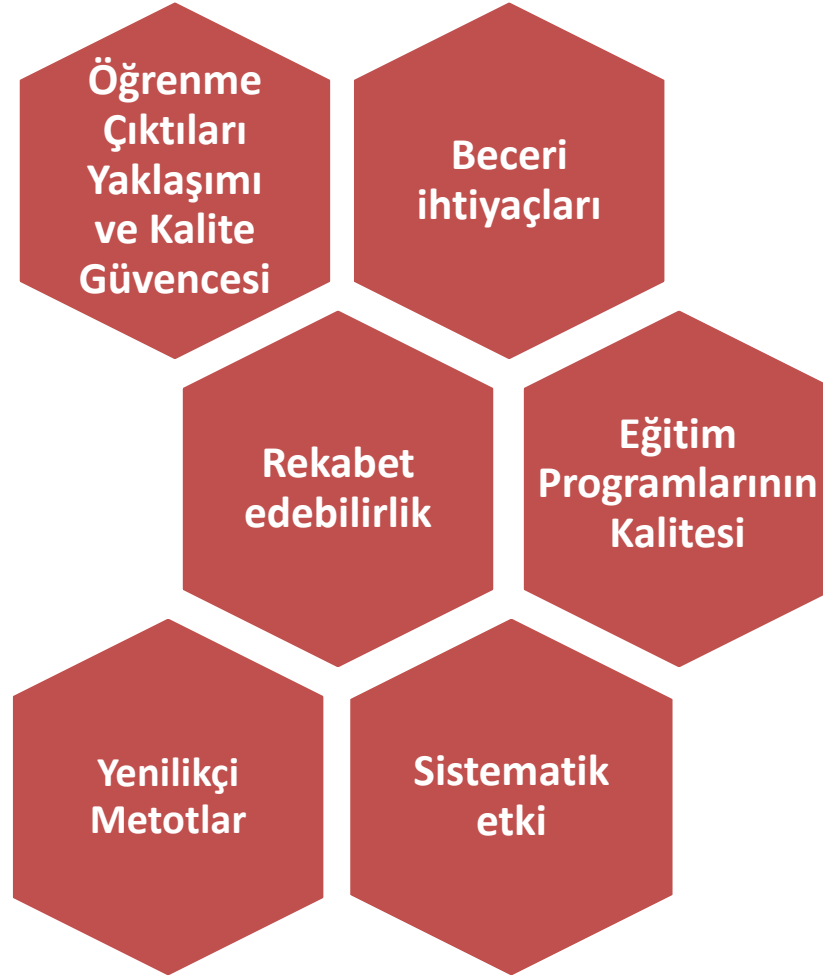 Öğrenme
Çıktıları
Yaklaşımı
ve Kalite
Güvencesi
Beceri
ihtiyaçları
Rekabet
edebilirlik
Eğitim
Programlarının
Kalitesi
Yenilikçi
Metotlar
Sistematik
etki